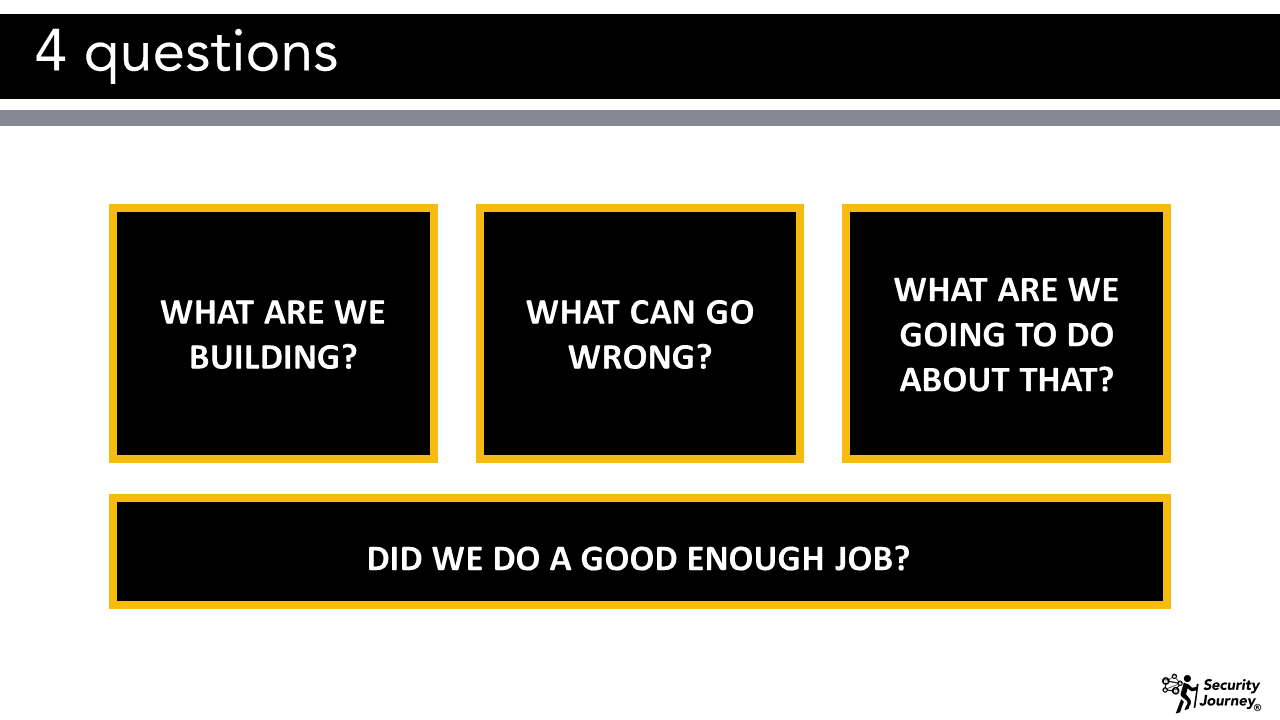 4 questions
WHAT ARE WE
BUILDING?
WHAT CAN GO
WRONG?
WHAT ARE WE
GOING TO DO
ABOUT THAT?
DID WE DO A GOOD ENOUGH JOB?
Security
Journey®